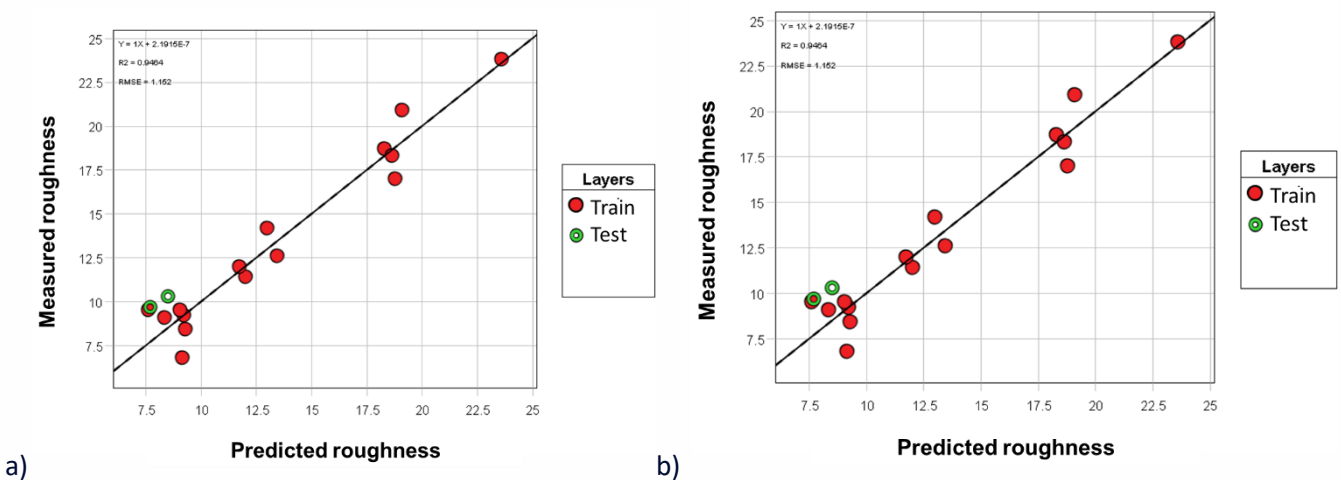 Y = 1X + 2.1915E-7
R2 = 0.9464
RMSE = 1.152
25
22.5
20
17.5
15
12.5
10
7.5
7.5 10 12.5 15 17.5 20 22.5 25
Measured roughness
Predicted roughness
Layers
Train
Test
a)
Y = 1X + 2.1915E-7
R2 = 0.9464
RMSE = 1.152
25
22.5
20
17.5
15
12.5
10
7.5
7.5 10 12.5 15 17.5 20 22.5 25
Measured roughness
Predicted roughness
Layers
Train
Test
b)